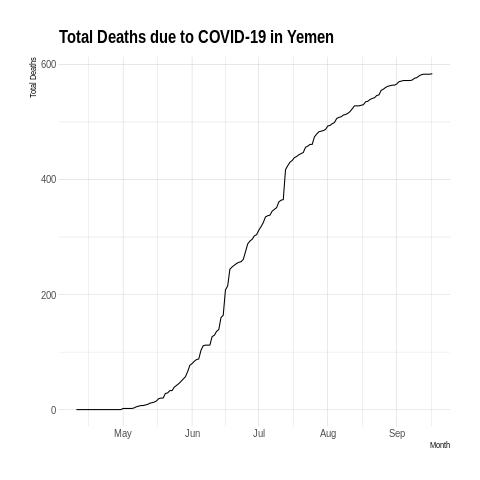 Total Deaths due to COVID-19 in Yemen
Total Deaths
600
400
200
0
May Jun Jul Aug Sep
Month